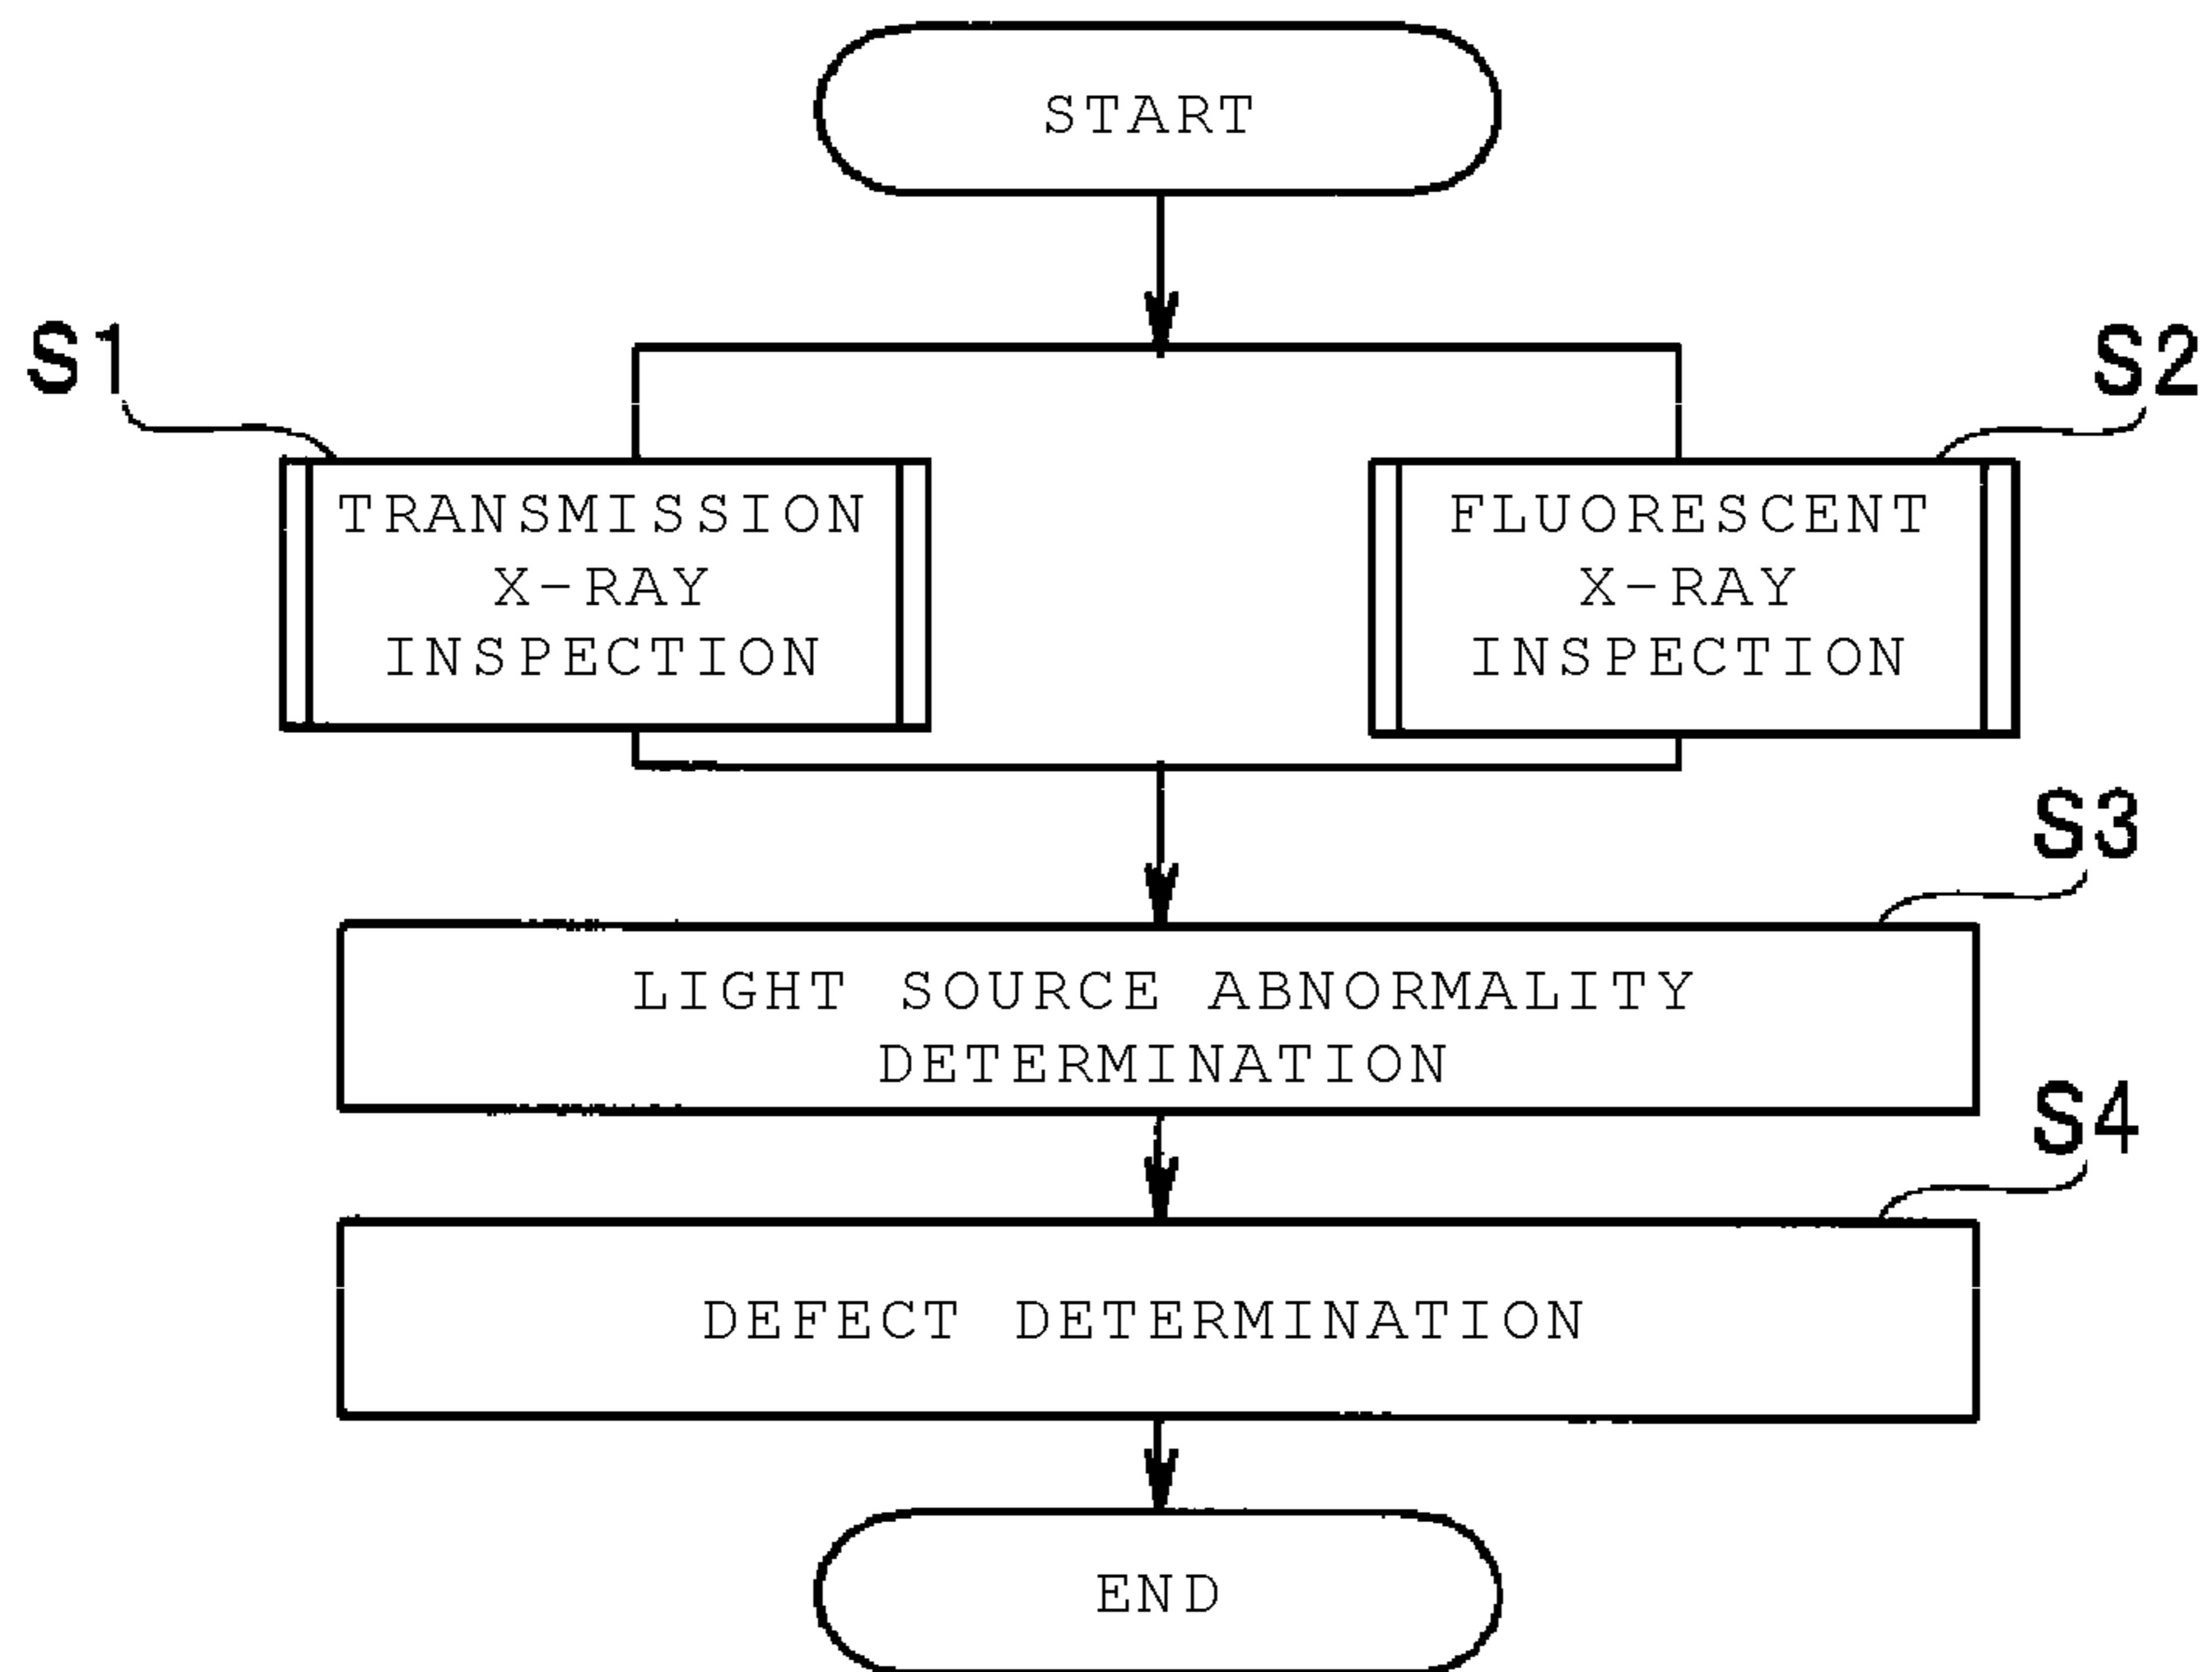 START
S1
S2
TRANSMISSION
X-RAY
INSPECTION
FLUORESCENT
X-RAY
INSPECTION
S3
LIGHT SOURCE ABNORMALITY
DETERMINATION
S4
DEFECT DETERMINATION
END